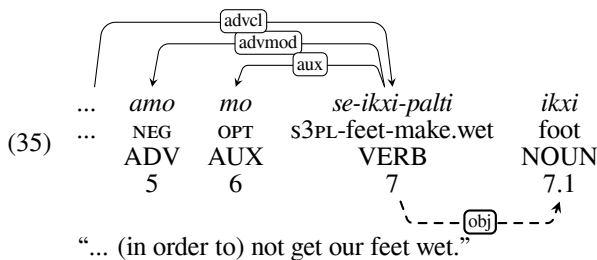 advcl
advmod
aux
... amo mo se-ikxi-palti ikxi
(35) ... NEG OPT s3PL-feet-make.wet foot
ADV AUX VERB NOUN
5 6 7 7.1
obj
“... (in order to) not get our feet wet.”